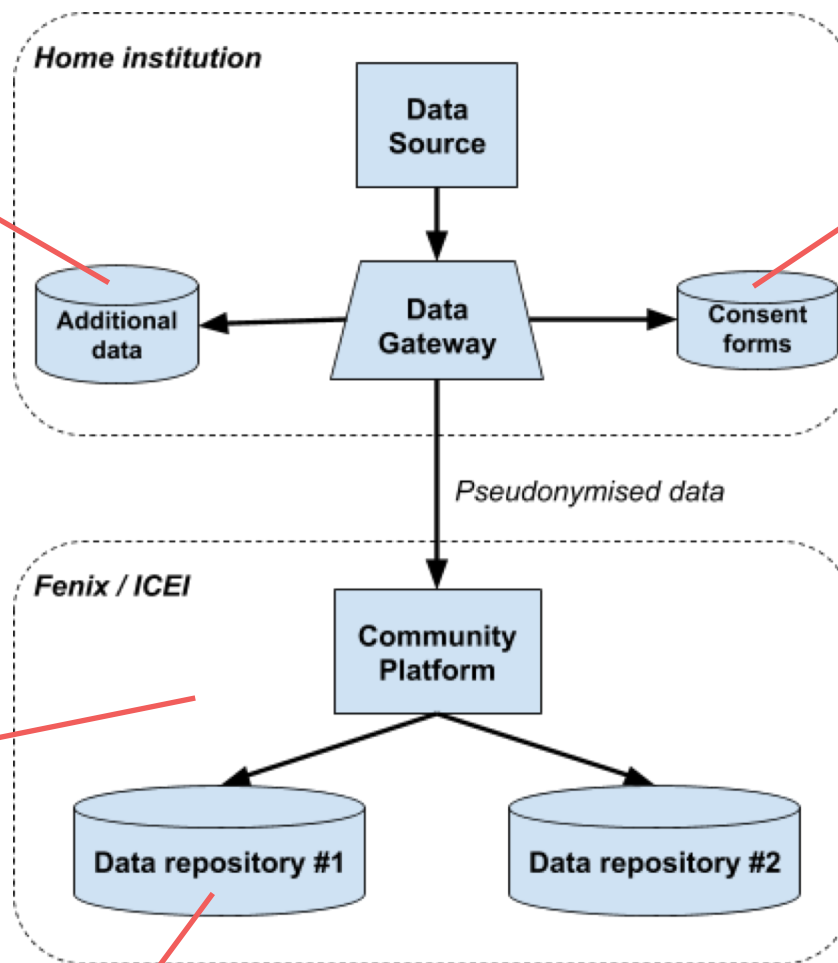 Home institution
Data
Source
Additional
data
Data
Gateway
Consent
forms
Pseudonymised data
Fenix / ICEI
Community
Platform
Data repository #1
Data repository #2